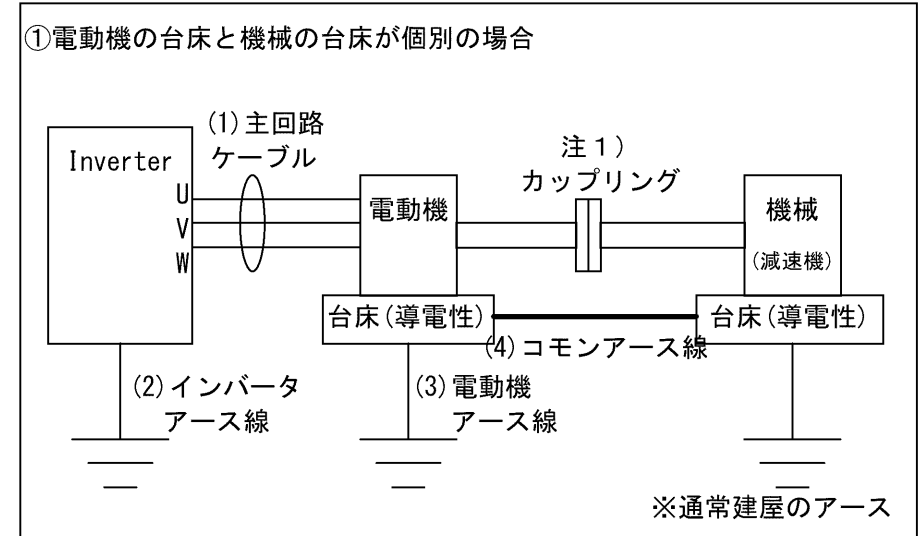 ①電動機の台床と機械の台床が個別の場合
(1)主回路
ケーブル
注１)
カップリング
Inverter
U
V
W
電動機
機械
(減速機)
台床(導電性)
台床(導電性)
(4)コモンアース線
(2)インバータ
アース線
(3)電動機
アース線
※通常建屋のアース